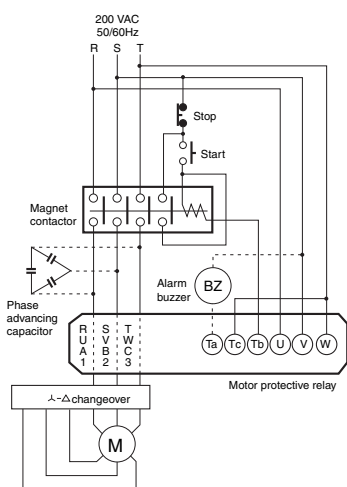 200 VAC
50/60Hz
R S T
Stop
Start
Magnet
contactor
Alarm
buzzer
BZ
Phase
advancing
capacitor
R S T
U V W
A B C
1 2 3
Ta Tc Tb U V W
Motor protective relay
⅄-△changeover
M